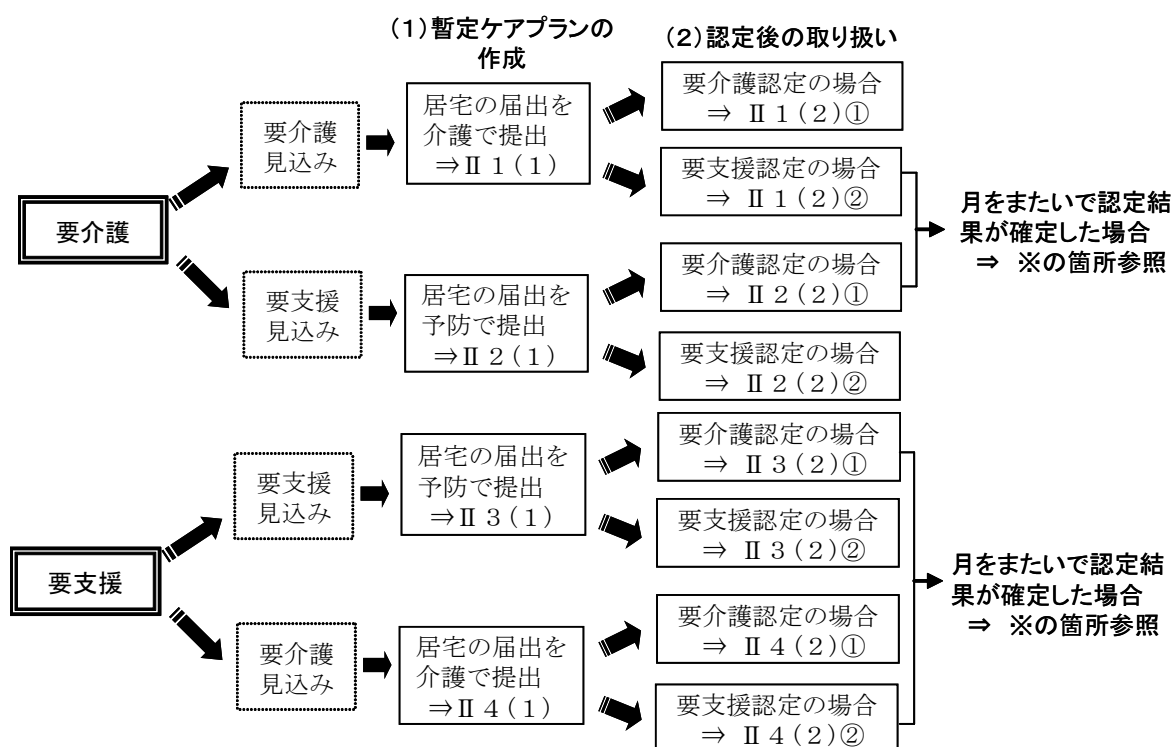 (1)暫定ケアプランの
作成
(2)認定後の取り扱い
要介護
要介護
見込み
居宅の届出を
介護で提出
⇒Ⅱ1(1)
要介護認定の場合
⇒ Ⅱ1(2)①
要支援認定の場合
⇒ Ⅱ1(2)②
要支援
見込み
居宅の届出を
予防で提出
⇒Ⅱ2(1)
要介護認定の場合
⇒ Ⅱ2(2)①
要支援認定の場合
⇒ Ⅱ2(2)②
月をまたいで認定結
果が確定した場合
⇒ ※の箇所参照
要支援
要支援
見込み
居宅の届出を
予防で提出
⇒Ⅱ3(1)
要介護認定の場合
⇒ Ⅱ3(2)①
要支援認定の場合
⇒ Ⅱ3(2)②
要介護
見込み
居宅の届出を
介護で提出
⇒Ⅱ4(1)
要介護認定の場合
⇒ Ⅱ4(2)①
要支援認定の場合
⇒ Ⅱ4(2)②
月をまたいで認定結
果が確定した場合
⇒ ※の箇所参照